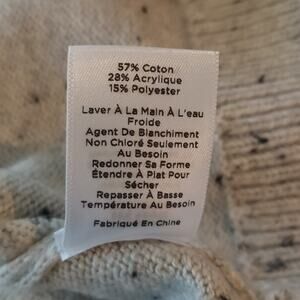 57% Coton
28% Acrylique
15% Polyester
Laver À La Main À L'eau
Froide
Agent De Blanchiment
Non Chloré Seulement
Au Besoin
Redonner Sa Forme
Étendre À Plat Pour
Sécher
Repasser À Basse
Température Au Besoin
Fabriqué En Chine